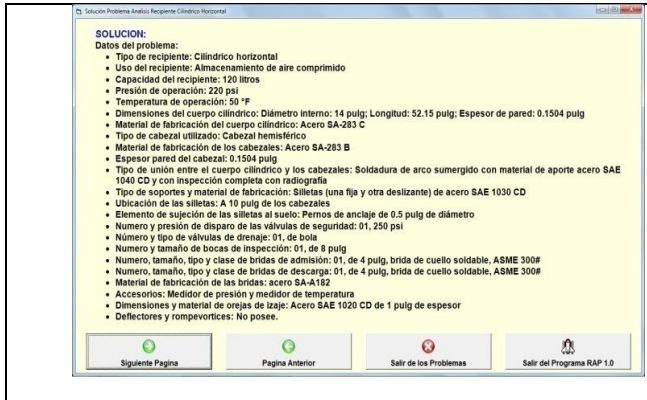 Solución Problema Analisis Recipiente Cilindrico Horizontal
SOLUCION:
Datos del problema:
• Tipo de recipiente: Cilíndrico horizontal
• Uso del recipiente: Almacenamiento de aire comprimido
• Capacidad del recipiente: 120 litros
• Presión de operación: 220 psi
• Temperatura de operación: 50 °F
• Dimensiones del cuerpo cilíndrico: Diámetro interno: 14 pulg; Longitud: 52.15 pulg; Espesor de pared: 0.1504 pulg
• Material de fabricación del cuerpo cilíndrico: Acero SA-283 C
• Tipo de cabezal utilizado: Cabezal hemisférico
• Material de fabricación de los cabezales: Acero SA-283 B
• Espesor pared del cabezal: 0.1504 pulg
• Tipo de unión entre el cuerpo cilíndrico y los cabezales: Soldadura de arco sumergido con material de aporte acero SAE
1040 CD y con inspección completa con radiografía
• Tipo de soportes y material de fabricación: Silletas (una fija y otra deslizante) de acero SAE 1030 CD
• Ubicación de las silletas: A 10 pulg de los cabezales
• Elemento de sujeción de las silletas al suelo: Pernos de anclaje de 0.5 pulg de diámetro
• Numero y presión de disparo de las válvulas de seguridad: 01, 250 psi
• Número y tipo de válvulas de drenaje: 01, de bola
• Numero y tamaño de bocas de inspección: 01, de 8 pulg
• Numero, tamaño, tipo y clase de bridas de admisión: 01, de 4 pulg, brida de cuello soldable, ASME 300#
• Numero, tamaño, tipo y clase de bridas de descarga: 01, de 4 pulg, brida de cuello soldable, ASME 300#
• Material de fabricación de las bridas: acero SA-A182
• Accesorios: Medidor de presión y medidor de temperatura
• Dimensiones y material de orejas de izaje: Acero SAE 1020 CD de 1 pulg de espesor
• Deflectores y rompevortices: No posee.
Siguiente Pagina
Pagina Anterior
Salir de los Problemas
Salir del Programa RAP 1.0